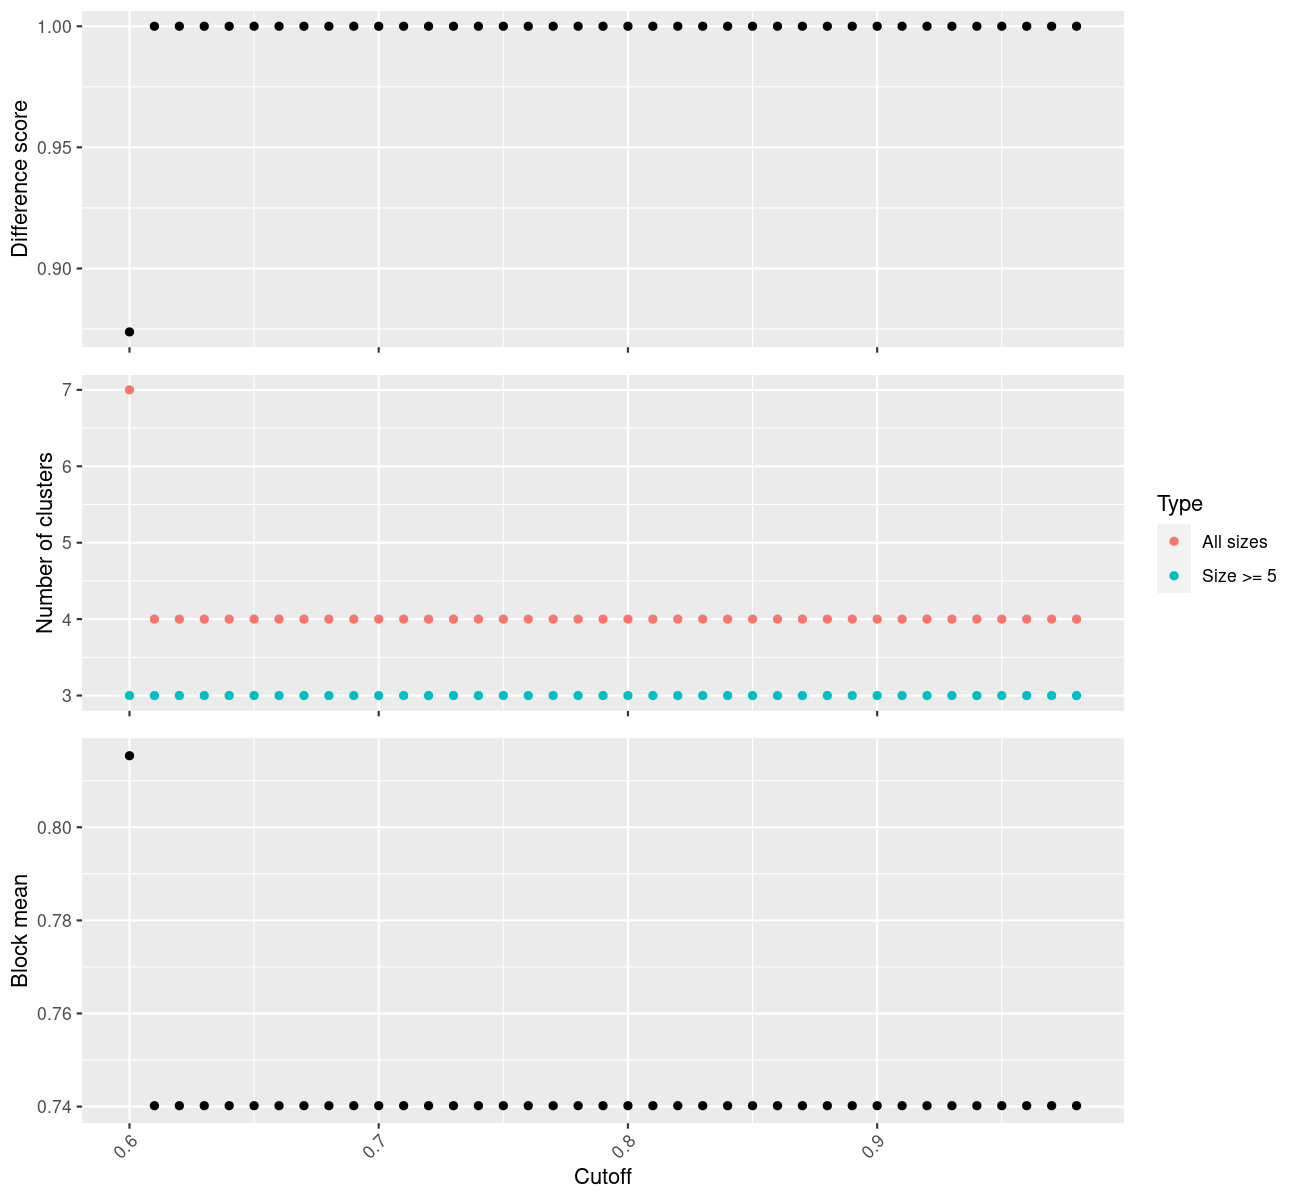 Difference score
1.00
0.95
0.90
Number of clusters
7
6
5
4
3
Type
All sizes
Size >= 5
Block mean
0.80
0.78
0.76
0.74
0.6
0.7
0.8
0.9
Cutoff